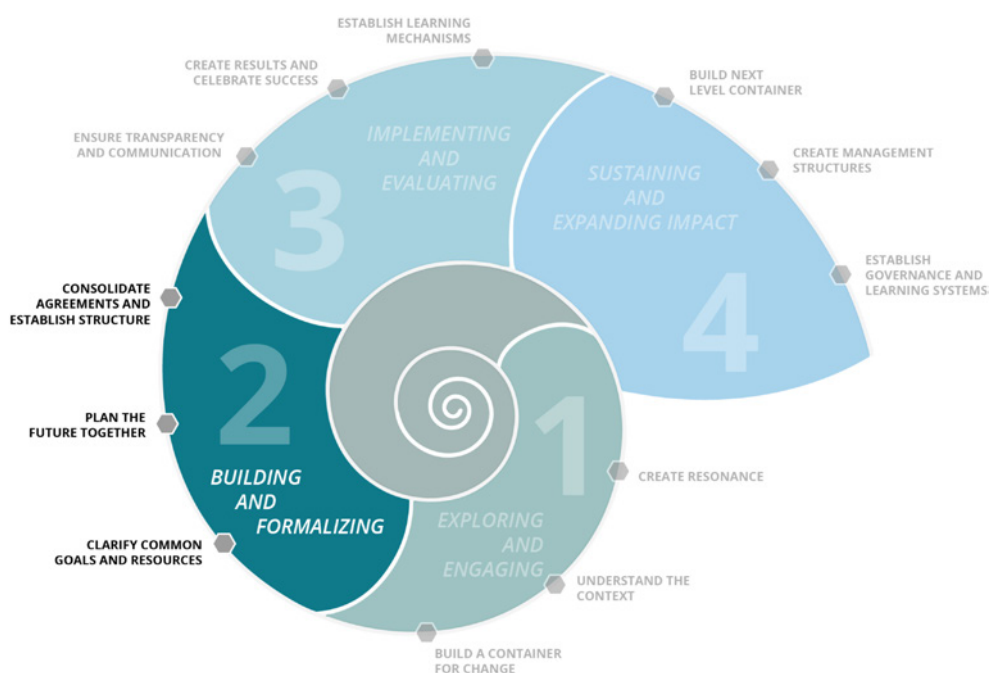 ESTABLISH LEARNING
MECHANISMS
CREATE RESULTS AND
CELEBRATE SUCCESS
ENSURE TRANSPARENCY
AND COMMUNICATION
IMPLEMENTING
AND
EVALUATING
3
BUILD NEXT
LEVEL CONTAINER
CREATE MANAGEMENT
STRUCTURES
ESTABLISH
GOVERNANCE AND
LEARNING SYSTEMS
SUSTAINING
AND
EXPANDING IMPACT
4
CONSOLIDATE
AGREEMENTS AND
ESTABLISH STRUCTURE
PLAN THE
FUTURE TOGETHER
CLARIFY COMMON
GOALS AND RESOURCES
2
BUILDING
AND
FORMALIZING
1
EXPLORING
AND
ENGAGING
CREATE RESONANCE
UNDERSTAND THE
CONTEXT
BUILD A CONTAINER
FOR CHANGE